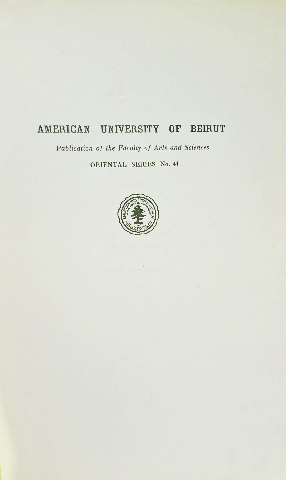 AMERICAN UNIVERSITY OF BEIRUT
Publication of the Faculty of Arts and Sciences
ORIENTAL SERIES No. 44